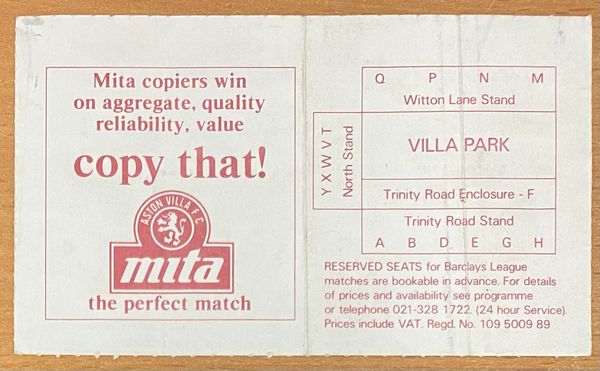 Mita copiers win
on aggregate, quality
reliability, value
copy that!
ASTON VILLA F.C
mita
the perfect match
Q P N M
Witton Lane Stand
Y X W V T
North Stand
VILLA PARK
Trinity Road Enclosure - F
Trinity Road Stand
A B D E G H
RESERVED SEATS for Barclays League
matches are bookable in advance. For details
of prices and availability see programme
or telephone 021-328 1722. (24 hour Service).
Prices include VAT. Regd. No. 109 5009 89